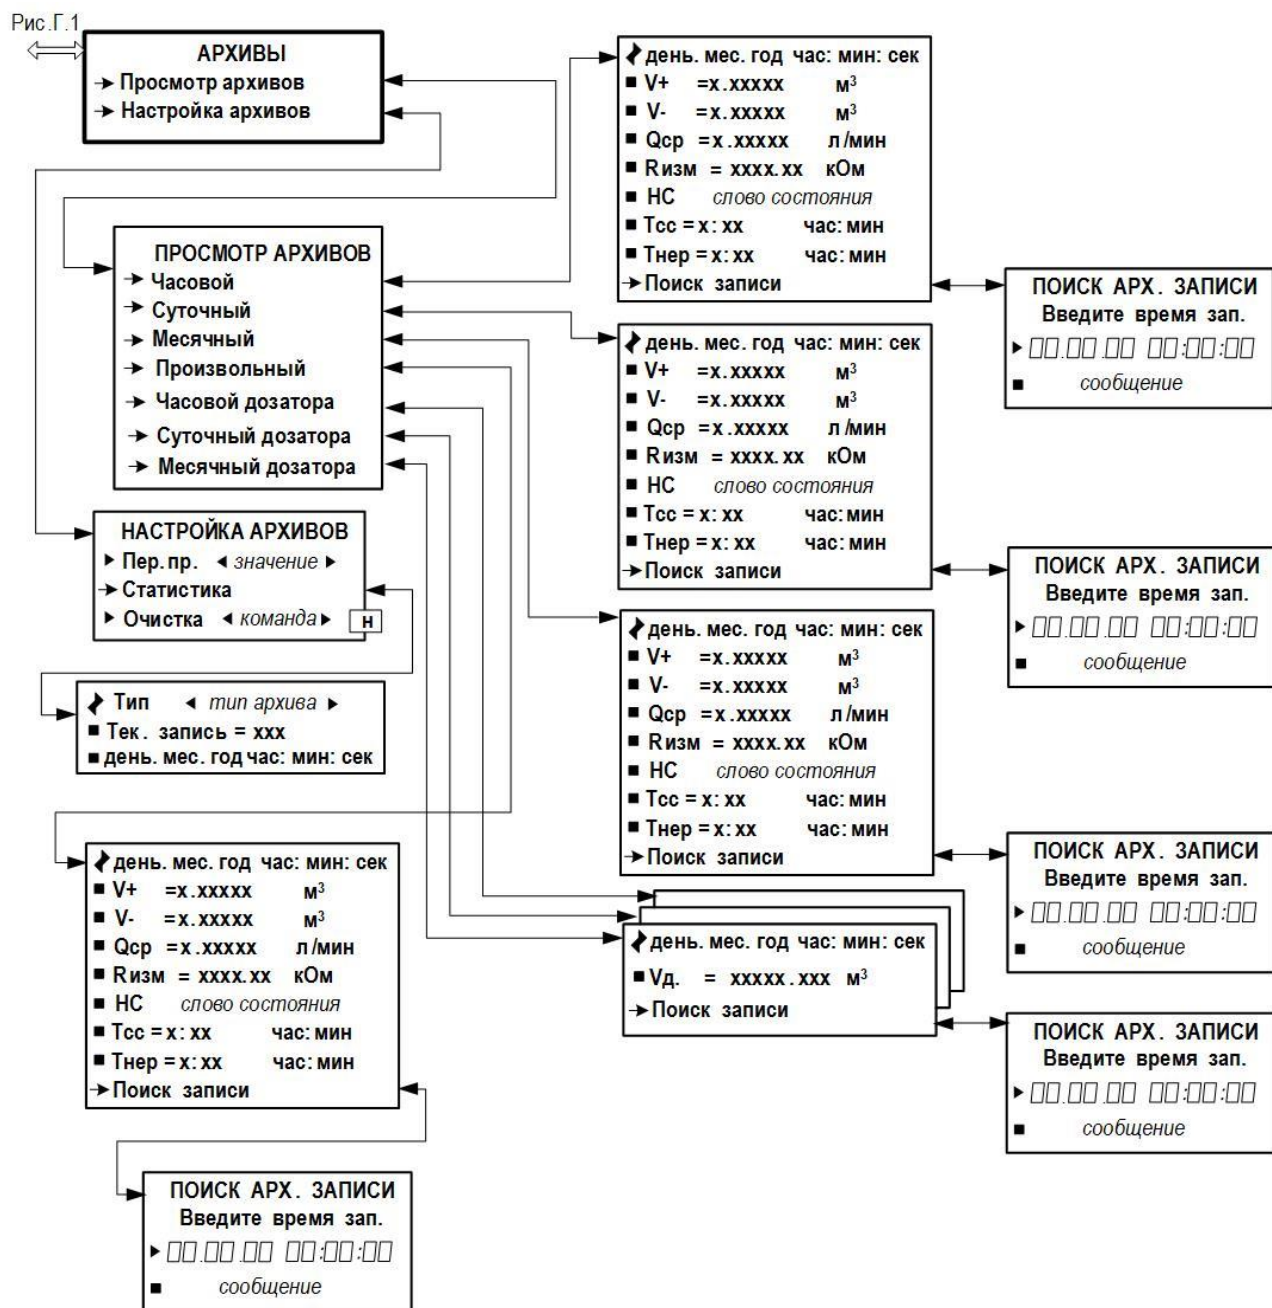 Рис.Г.1
АРХИВЫ
Просмотр архивов
Настройка архивов
ПРОСМОТР АРХИВОВ
Часовой
Суточный
Месячный
Произвольный
Часовой дозатора
Суточный дозатора
Месячный дозатора
НАСТРОЙКА АРХИВОВ
Пер.пр. значение
Статистика
Очистка команда Н
Тип тип архива
Тек. запись = xxx
день. мес. год час: мин: сек
день. мес. год час: мин: сек
V+ =x.xxxxx м³
V- =x.xxxxx м³
Qср =x.xxxxx л/мин
Rизм = xxxx.xx кОм
НС слово состояния
Тсс = x: xx час: мин
Тнер = x: xx час: мин
Поиск записи
ПОИСК АРХ. ЗАПИСИ
Введите время зап.
00.00.00 00:00:00
сообщение
день. мес. год час: мин: сек
V+ =x.xxxxx м³
V- =x.xxxxx м³
Qср =x.xxxxx л/мин
Rизм = xxxx.xx кОм
НС слово состояния
Тсс = x: xx час: мин
Тнер = x: xx час: мин
Поиск записи
ПОИСК АРХ. ЗАПИСИ
Введите время зап.
00.00.00 00:00:00
сообщение
день. мес. год час: мин: сек
V+ =x.xxxxx м³
V- =x.xxxxx м³
Qср =x.xxxxx л/мин
Rизм = xxxx.xx кОм
НС слово состояния
Тсс = x: xx час: мин
Тнер = x: xx час: мин
Поиск записи
ПОИСК АРХ. ЗАПИСИ
Введите время зап.
00.00.00 00:00:00
сообщение
день. мес. год час: мин: сек
V+ =x.xxxxx м³
V- =x.xxxxx м³
Qср =x.xxxxx л/мин
Rизм = xxxx.xx кОм
НС слово состояния
Тсс = x: xx час: мин
Тнер = x: xx час: мин
Поиск записи
ПОИСК АРХ. ЗАПИСИ
Введите время зап.
00.00.00 00:00:00
сообщение
день. мес. год час: мин: сек
Vд. = xxxxx.xxx м³
Поиск записи
ПОИСК АРХ. ЗАПИСИ
Введите время зап.
00.00.00 00:00:00
сообщение